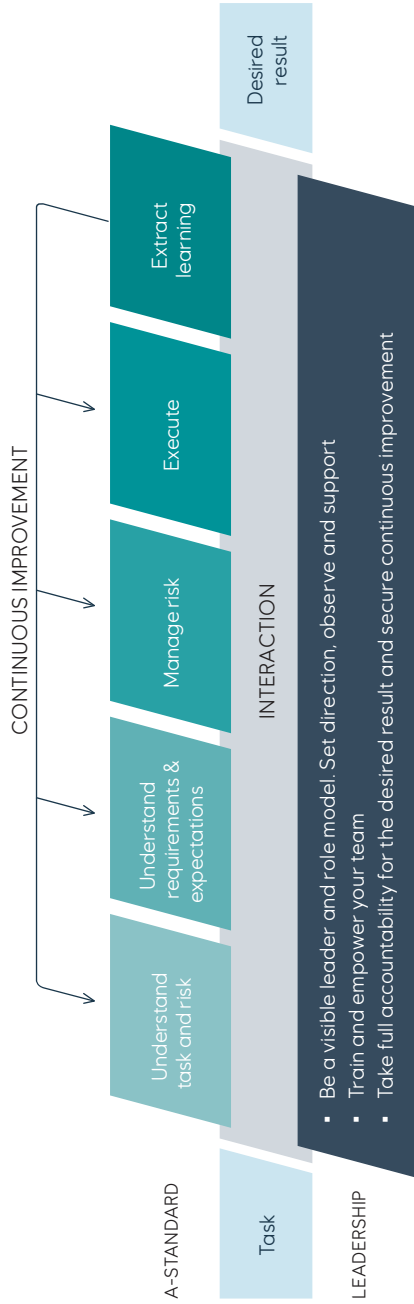 CONTINUOUS IMPROVEMENT
A-STANDARD
Understand
task and risk
Understand
requirements &
expectations
Manage risk
Execute
Extract
learning
Task
INTERACTION
Desired
result
LEADERSHIP
▪ Be a visible leader and role model. Set direction, observe and support
▪ Train and empower your team
▪ Take full accountability for the desired result and secure continuous improvement